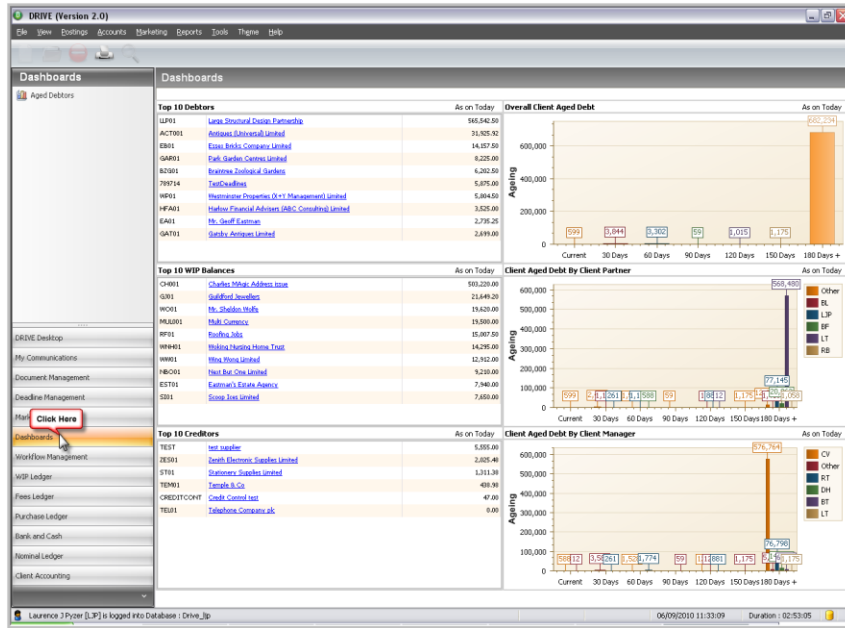 DRIVE (Version 2.0)
File View Postings Accounts Marketing Reports Tools Theme Help
Dashboards
Aged Debtors
DRIVE Desktop
My Communications
Document Management
Deadline Management
Click Here
Dashboards
Workflow Management
WIP Ledger
Fees Ledger
Purchase Ledger
Bank and Cash
Nominal Ledger
Client Accounting
Dashboards
Top 10 Debtors As on Today
LLP01 Large Structural Design Partnership 565,542.50
ACT001 Antiques (Universal) Limited 31,925.92
EB01 Essex Bricks Company Limited 14,157.50
GAR01 Park Garden Centres Limited 8,225.00
BZG01 Braintree Zoological Gardens 6,202.50
789714 TestDeadlines 5,875.00
WP01 Westminster Properties (X+Y Management) Limited 5,804.50
HFA01 Harlow Financial Advisers (ABC Consulting) Limited 3,525.00
EA01 Mr. Geoff Eastman 2,735.25
GAT01 Gatsby Antiques Limited 2,699.00
Top 10 WIP Balances As on Today
CH001 Charles MAgic Address issue 503,220.00
GJ01 Guildford Jewellers 21,649.20
WO01 Mr. Sheldon Wolfe 19,620.00
MUL001 Multi Currency 19,500.00
RF01 Roofing Jobs 15,007.50
WNH01 Woking Nursing Home Trust 14,295.00
WW01 Wing Wong Limited 12,912.00
NBO01 Next But One Limited 9,210.00
EST01 Eastman's Estate Agency 7,940.00
SI01 Scoop Ices Limited 7,650.00
Top 10 Creditors As on Today
TEST test supplier 5,555.00
ZES01 Zenith Electronic Supplies Limited 2,025.40
ST01 Stationery Supplies Limited 1,311.38
TEM01 Temple & Co 430.98
CREDITCONT Credit Control test 47.00
TEL01 Telephone Company plc 0.00
Overall Client Aged Debt As on Today
682,234
600,000
400,000
200,000
0
Ageing
599 3,844 3,302 59 1,015 1,175
Current 30 Days 60 Days 90 Days 120 Days 150 Days 180 Days +
Client Aged Debt By Client Partner As on Today
568,480
600,000
500,000
400,000
300,000
200,000
100,000
0
Ageing
77,145
599 261 588 59 812 1,175 1,058
Current 30 Days 60 Days 90 Days 120 Days 150 Days 180 Days +
Other
BL
LJP
BF
LT
RB
Client Aged Debt By Client Manager As on Today
576,764
600,000
500,000
400,000
300,000
200,000
100,000
0
Ageing
76,798
588 12 261 1,774 59 881 1,175 1,175
Current 30 Days 60 Days 90 Days 120 Days 150 Days 180 Days +
CV
Other
RT
DH
BT
LT
Laurence J Pyzer [LJP] is logged into Database : Drive_ljp 06/09/2010 11:33:09 Duration : 02:53:05